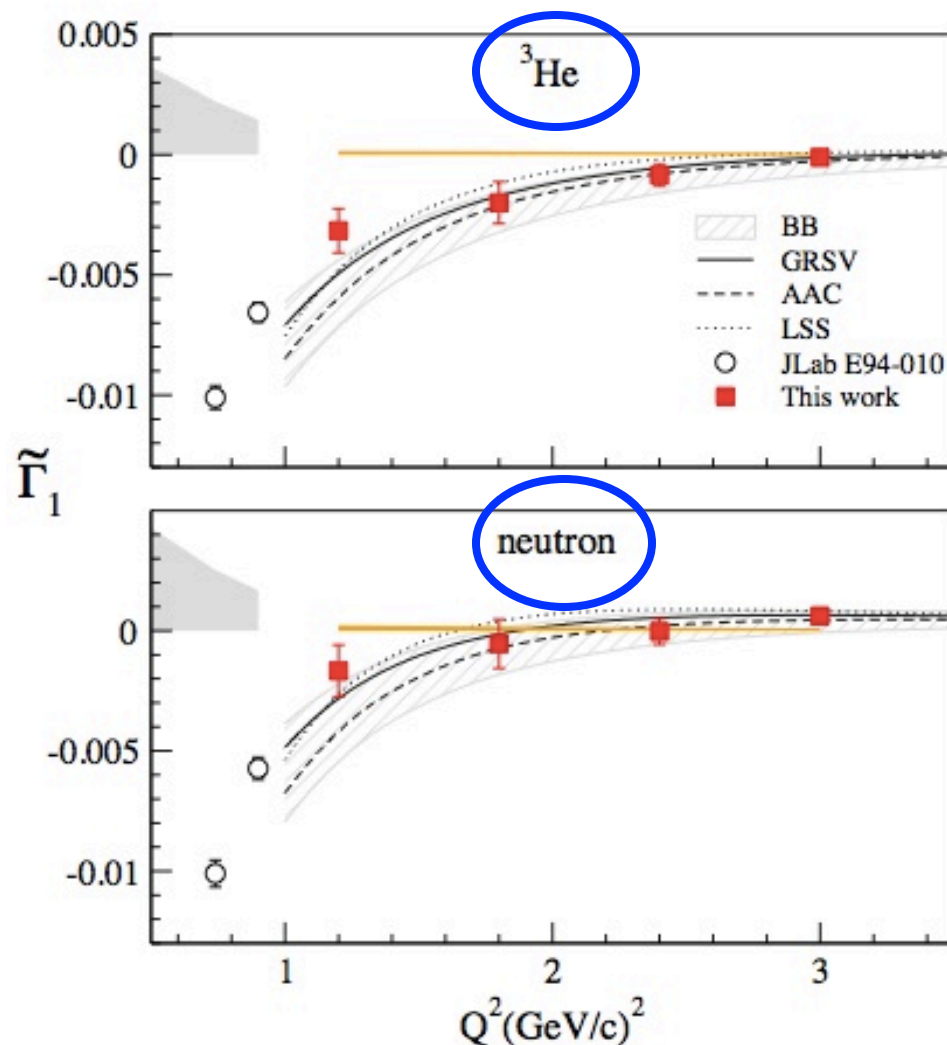 0.005
³He
0
-0.005
-0.01
BB
GRSV
AAC
LSS
JLab E94-010
This work
Γ̃₁
neutron
0
-0.005
-0.01
1
2
3
Q²(GeV/c)²